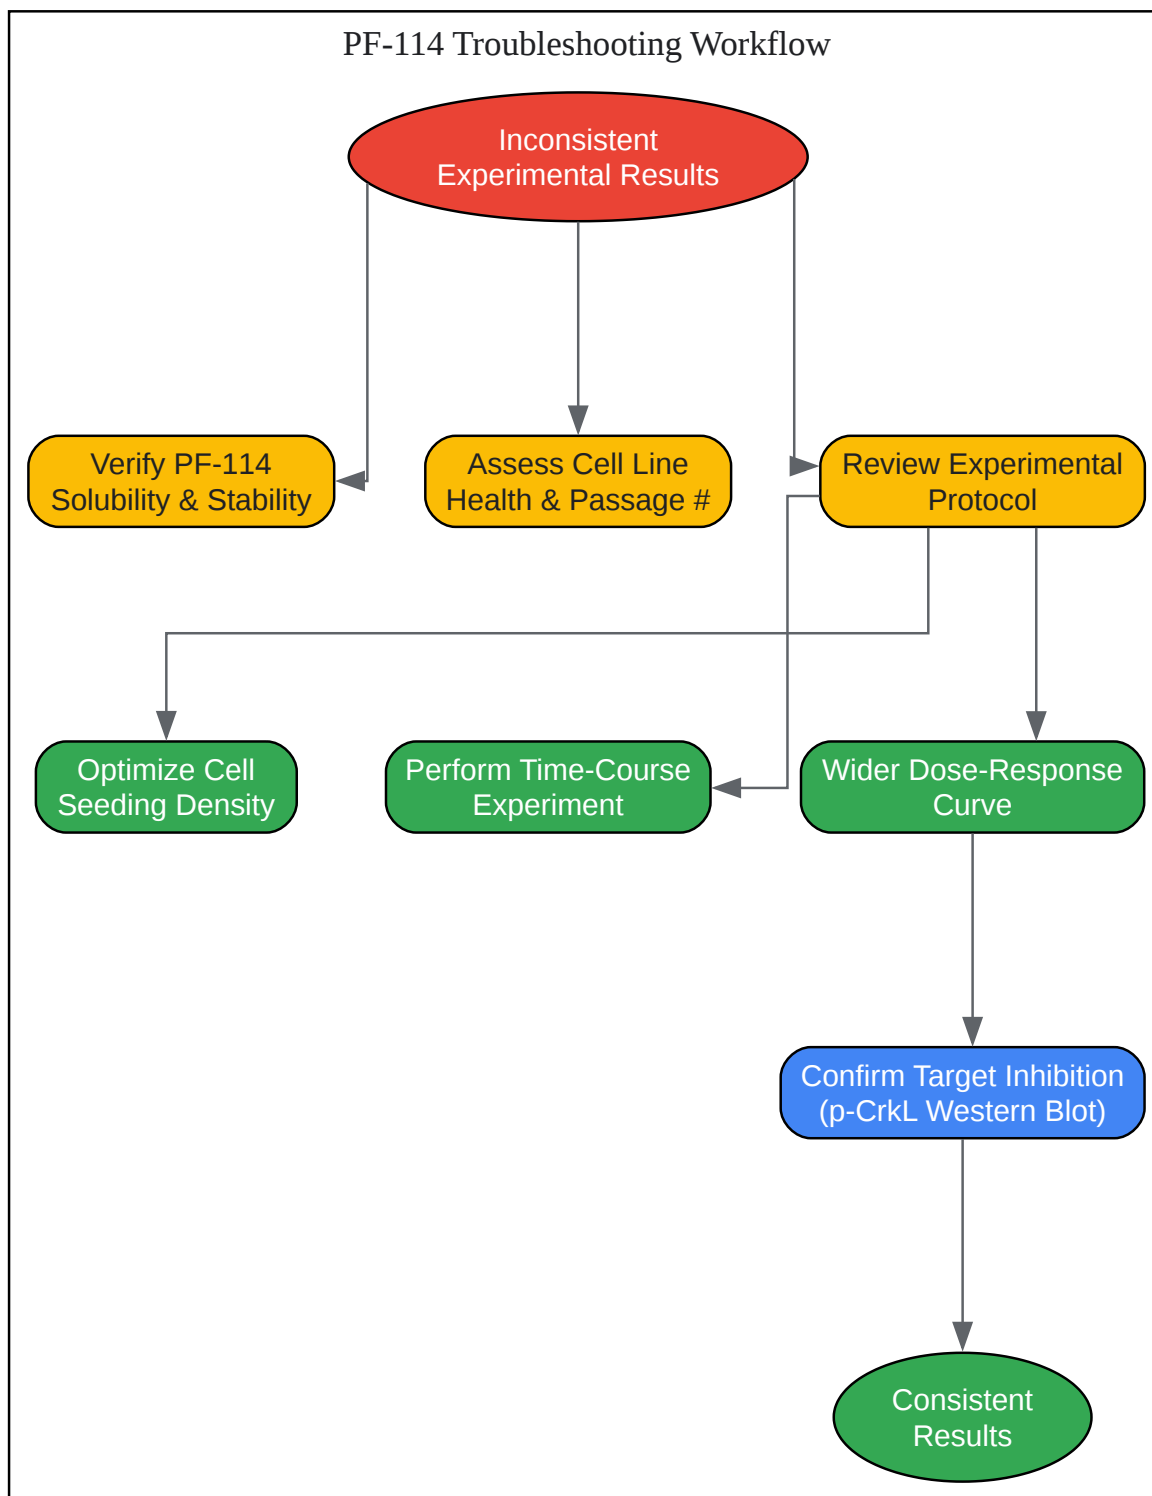 PF-114 Troubleshooting Workflow
Inconsistent
Experimental Results
Verify PF-114
Solubility & Stability
Assess Cell Line
Health & Passage #
Review Experimental
Protocol
Optimize Cell
Seeding Density
Perform Time-Course
Experiment
Wider Dose-Response
Curve
Confirm Target Inhibition
(p-CrkL Western Blot)
Consistent
Results